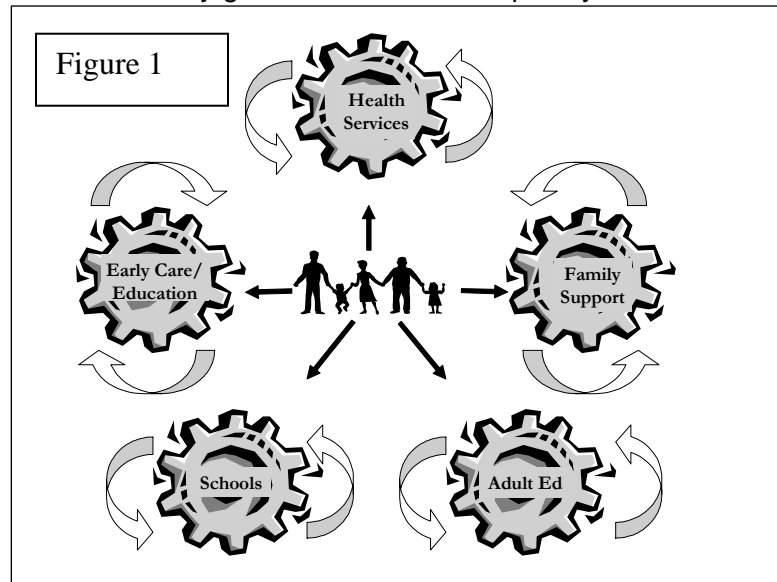 Figure 1
Health
Services
Early Care/
Education
Family
Support
Schools
Adult Ed